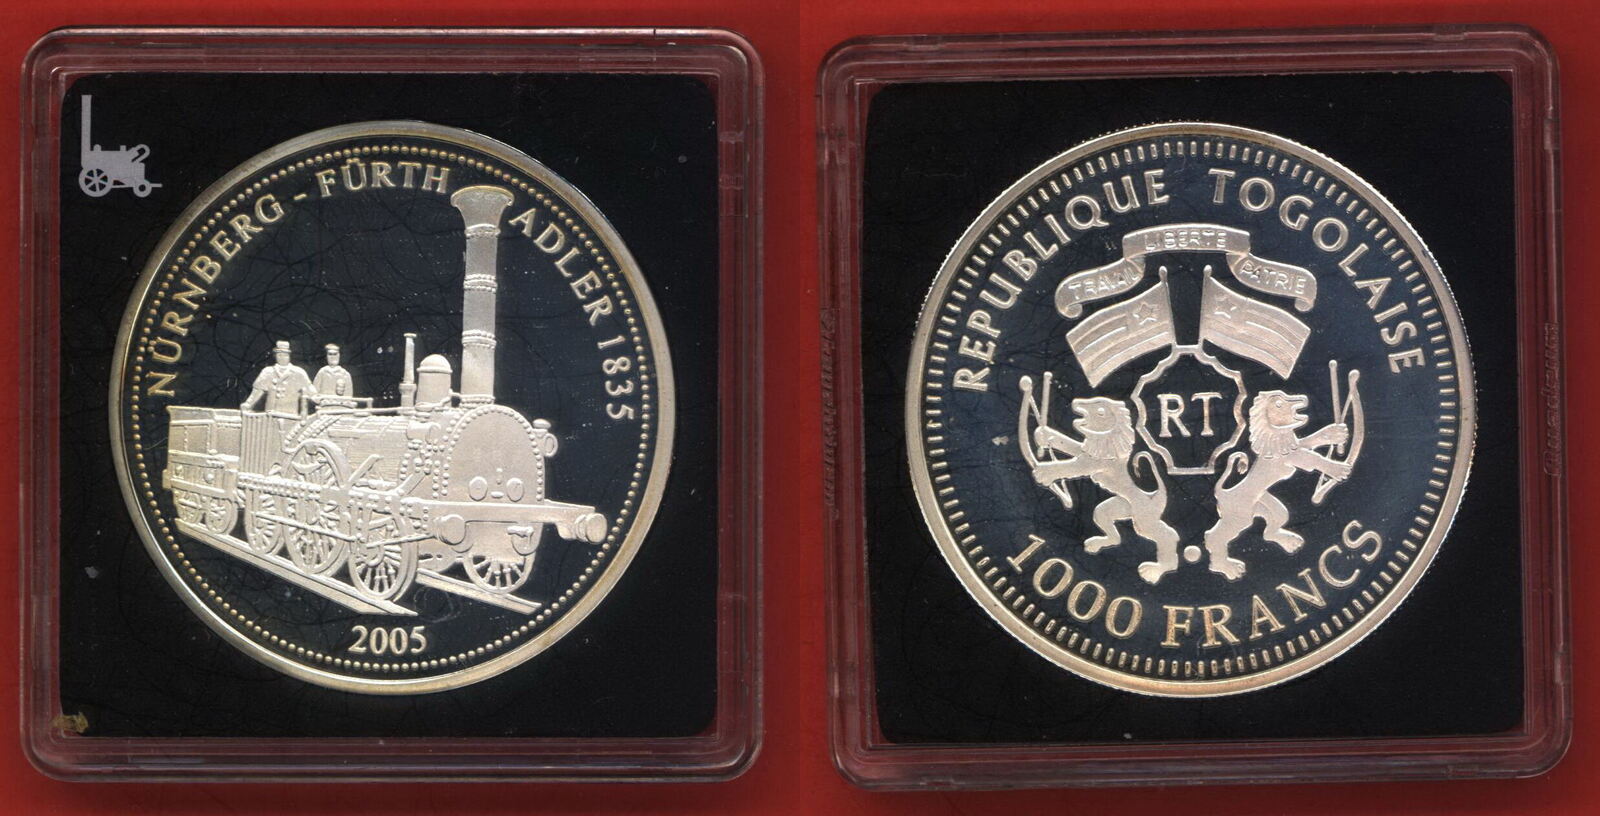 NÜRNBERG - FÜRTH
ADLER 1835
2005
REPUBLIQUE TOGOLAISE
TRAVAIL LIBERTE PATRIE
RT
1000 FRANCS